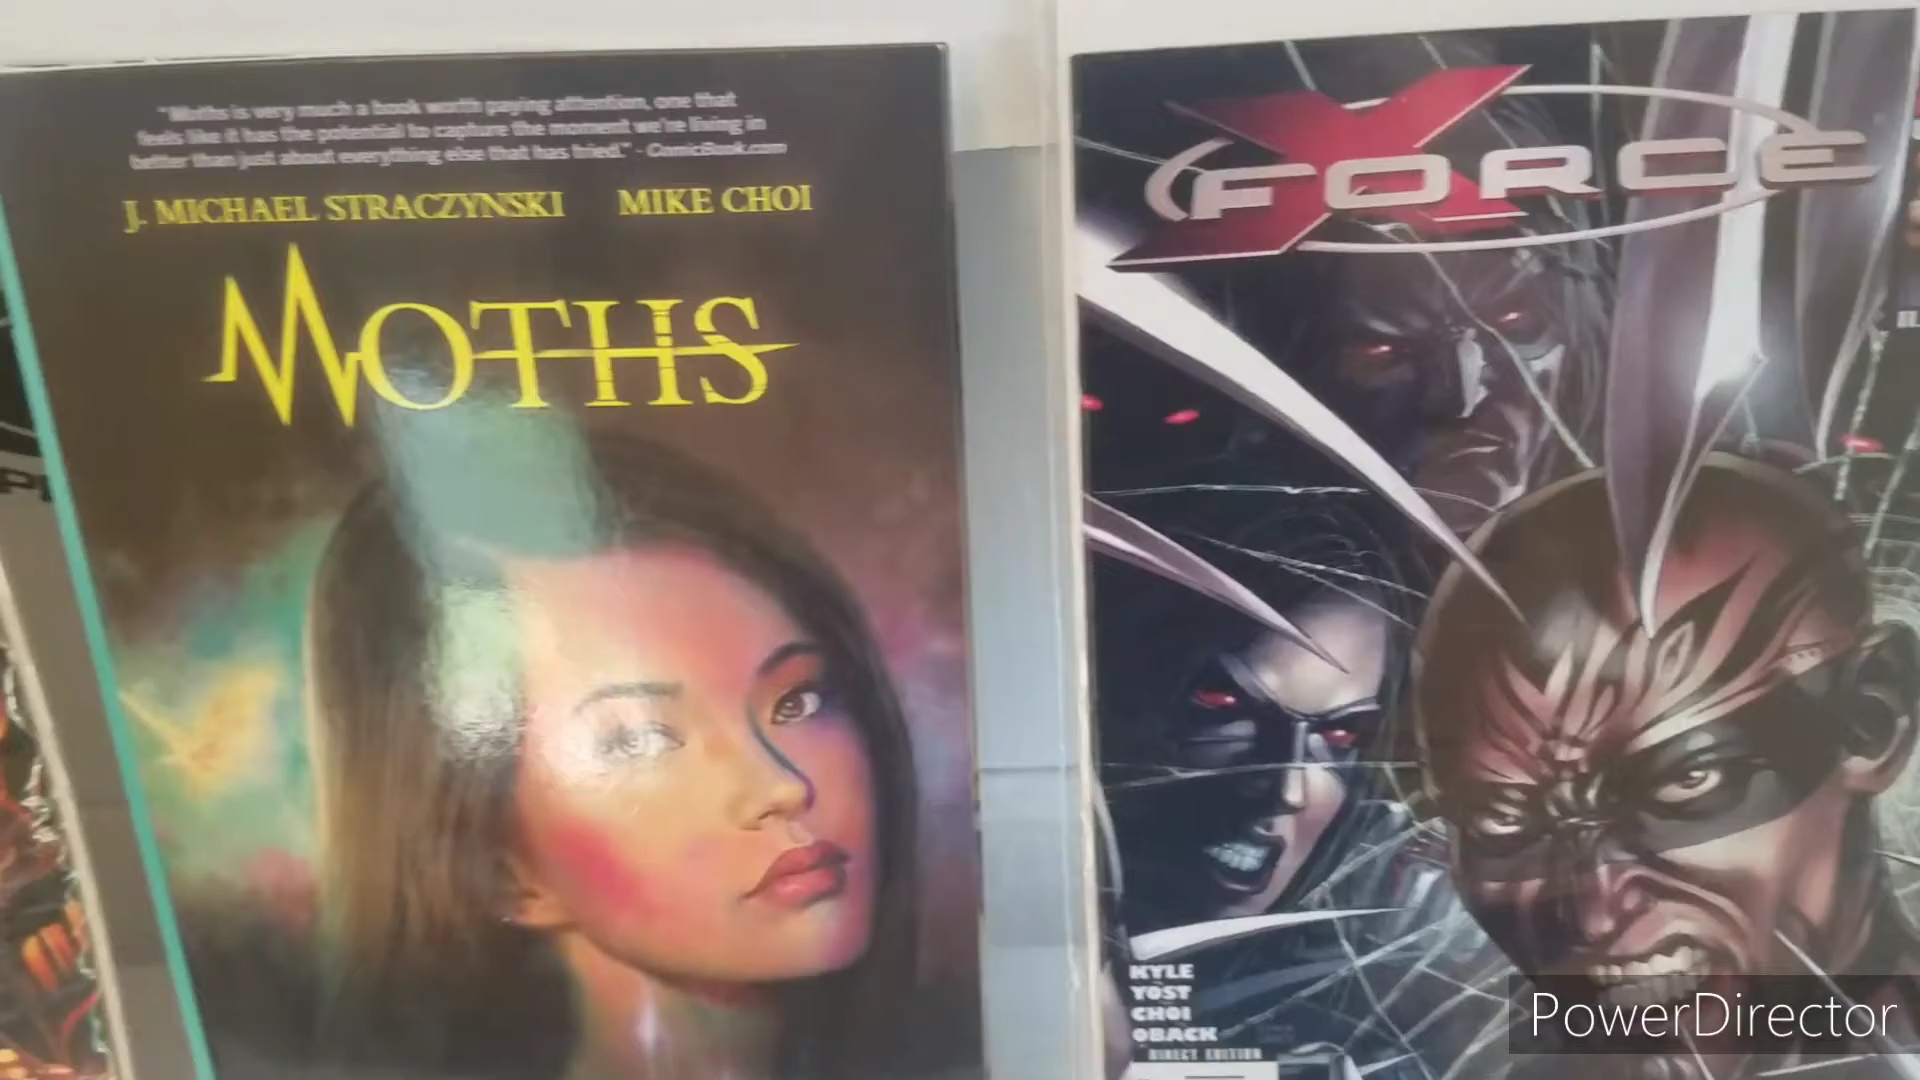 "Moths is very much a book worth paying attention, one that
feels like it has the potential to capture the moment we're living in
better than just about everything else that has tried." - ComicBook.com
J. MICHAEL STRACZYNSKI MIKE CHOI
MOTHS
X FORCE
KYLE
YOST
CHOI
OBACK
DIRECT EDITION
PowerDirector